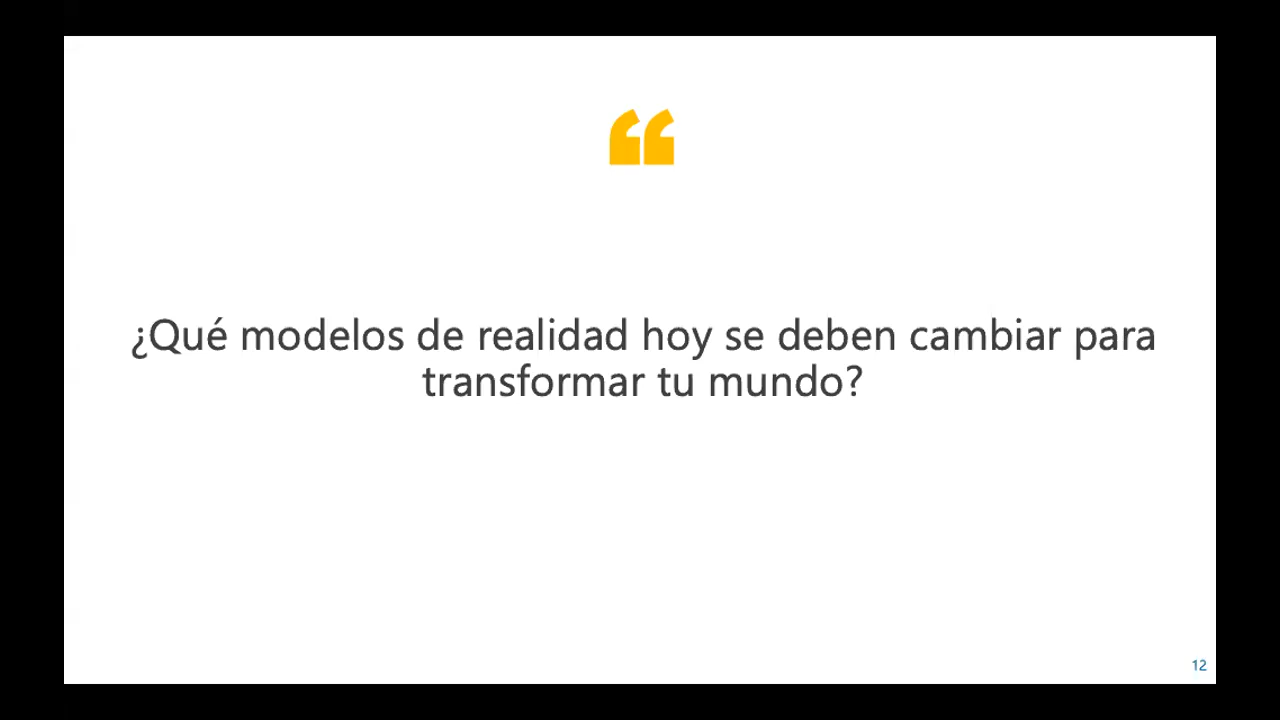 “
¿Qué modelos de realidad hoy se deben cambiar para
transformar tu mundo?
12